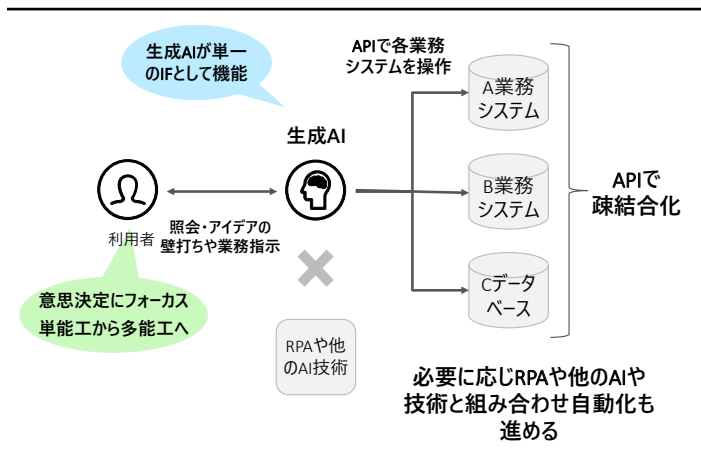 生成AIが単一
のIFとして機能
APIで各業務
システムを操作
A業務
システム
生成AI
B業務
システム
APIで
疎結合化
利用者
照会・アイデアの
壁打ちや業務指示
意思決定にフォーカス
単能工から多能工へ
Cデータ
ベース
RPAや他
のAI技術
必要に応じRPAや他のAIや
技術と組み合わせ自動化も
進める